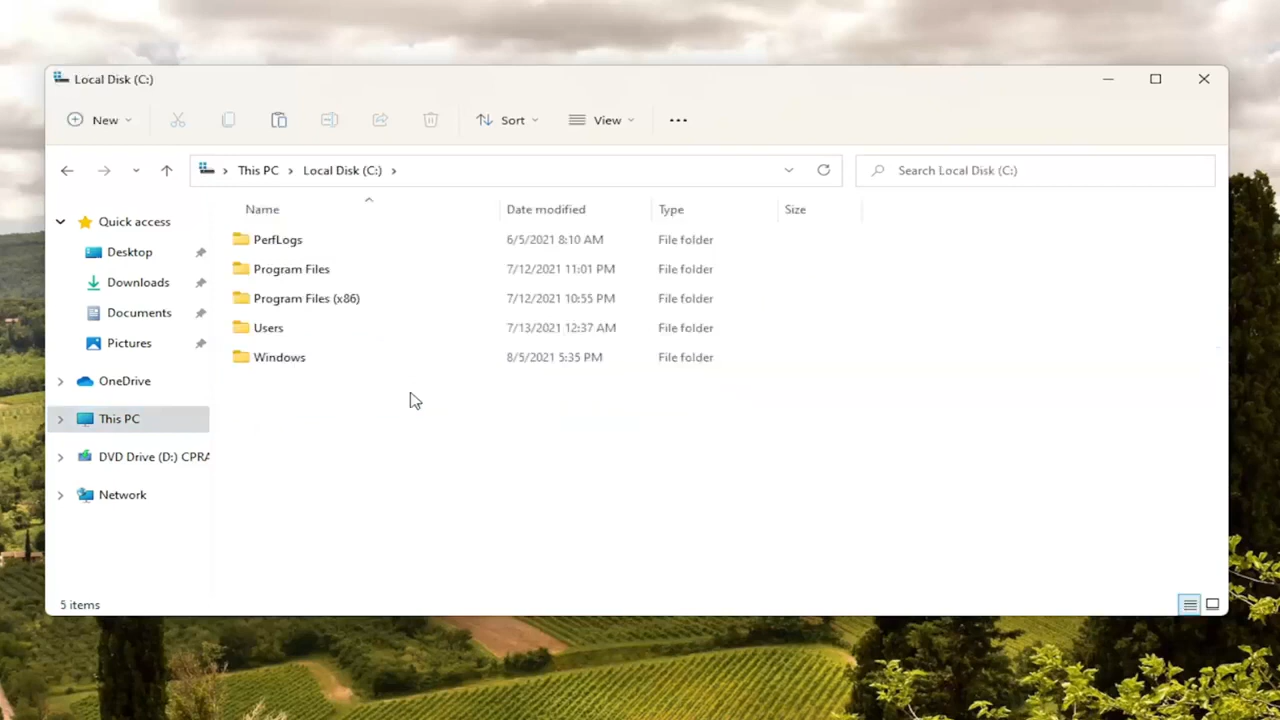 Local Disk (C:)
New Sort View
This PC Local Disk (C:) Search Local Disk (C:)
Name Date modified Type Size
PerfLogs 6/5/2021 8:10 AM File folder
Program Files 7/12/2021 11:01 PM File folder
Program Files (x86) 7/12/2021 10:55 PM File folder
Users 7/13/2021 12:37 AM File folder
Windows 8/5/2021 5:35 PM File folder
Quick access
Desktop
Downloads
Documents
Pictures
OneDrive
This PC
DVD Drive (D:) CPRA
Network
5 items